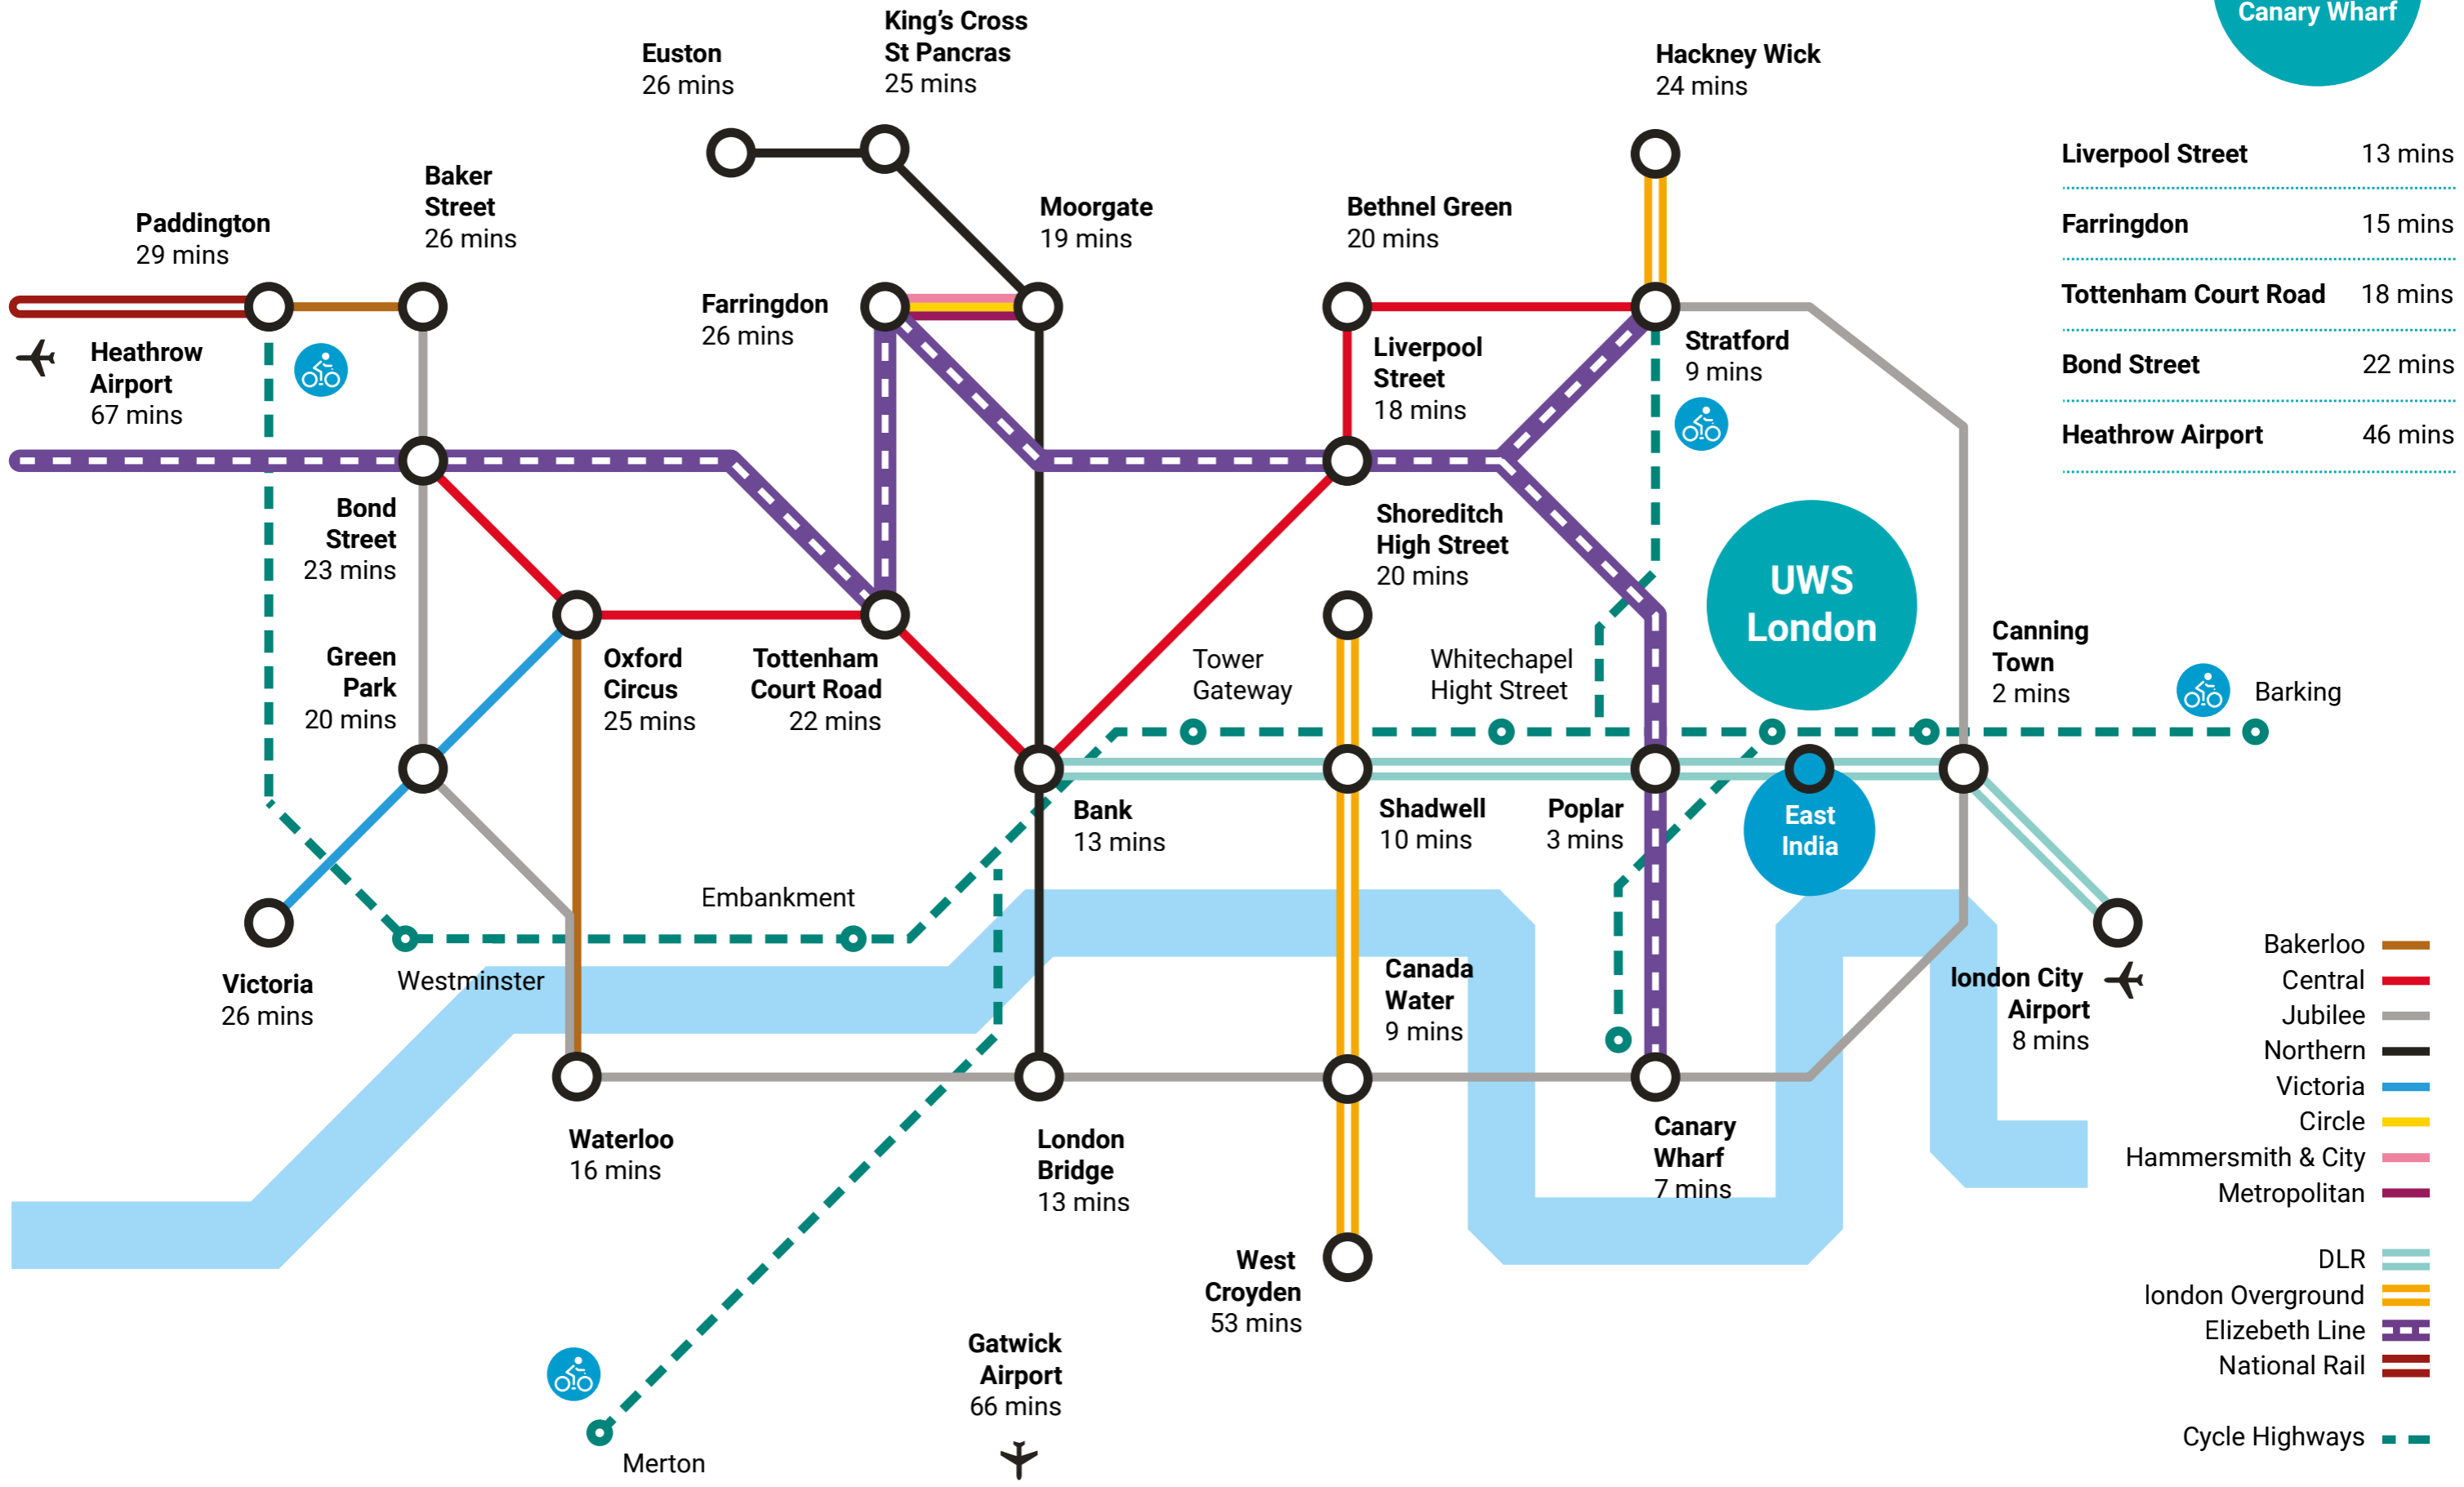 Canary Wharf
King's Cross
St Pancras
25 mins
Euston
26 mins
Hackney Wick
24 mins
Liverpool Street 13 mins
Farringdon 15 mins
Tottenham Court Road 18 mins
Bond Street 22 mins
Heathrow Airport 46 mins
Baker
Street
26 mins
Paddington
29 mins
Moorgate
19 mins
Bethnel Green
20 mins
Farringdon
26 mins
Heathrow
Airport
67 mins
Liverpool
Street
18 mins
Stratford
9 mins
Bond
Street
23 mins
Shoreditch
High Street
20 mins
UWS
London
Green
Park
20 mins
Oxford
Circus
25 mins
Tottenham
Court Road
22 mins
Tower
Gateway
Whitechapel
Hight Street
Canning
Town
2 mins
Barking
Bank
13 mins
Shadwell
10 mins
Poplar
3 mins
East
India
Embankment
Westminster
Victoria
26 mins
Canada
Water
9 mins
london City
Airport
8 mins
Waterloo
16 mins
London
Bridge
13 mins
Canary
Wharf
7 mins
West
Croyden
53 mins
Gatwick
Airport
66 mins
Merton
Bakerloo
Central
Jubilee
Northern
Victoria
Circle
Hammersmith & City
Metropolitan
DLR
london Overground
Elizebeth Line
National Rail
Cycle Highways